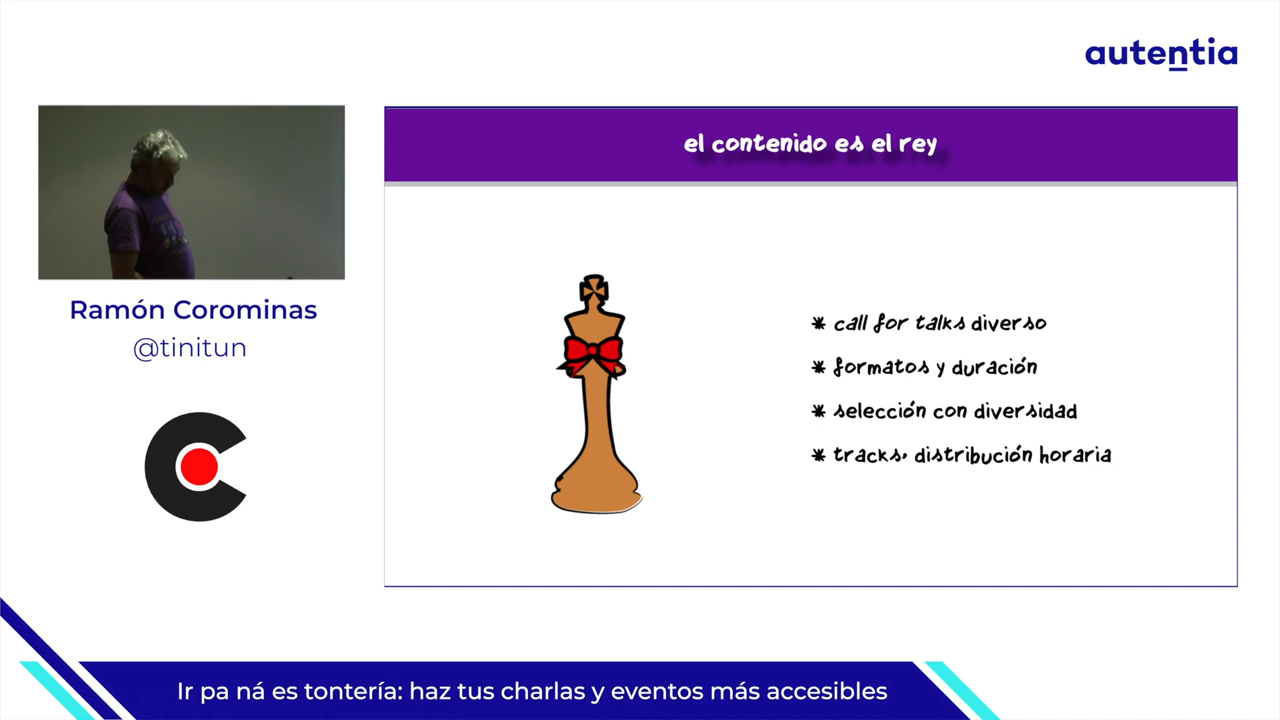 autentia
el contenido es el rey
Ramón Corominas
@tinitun
* call for talks diverso
* formatos y duración
* selección con diversidad
* tracks, distribución horaria
Ir pa ná es tontería: haz tus charlas y eventos más accesibles